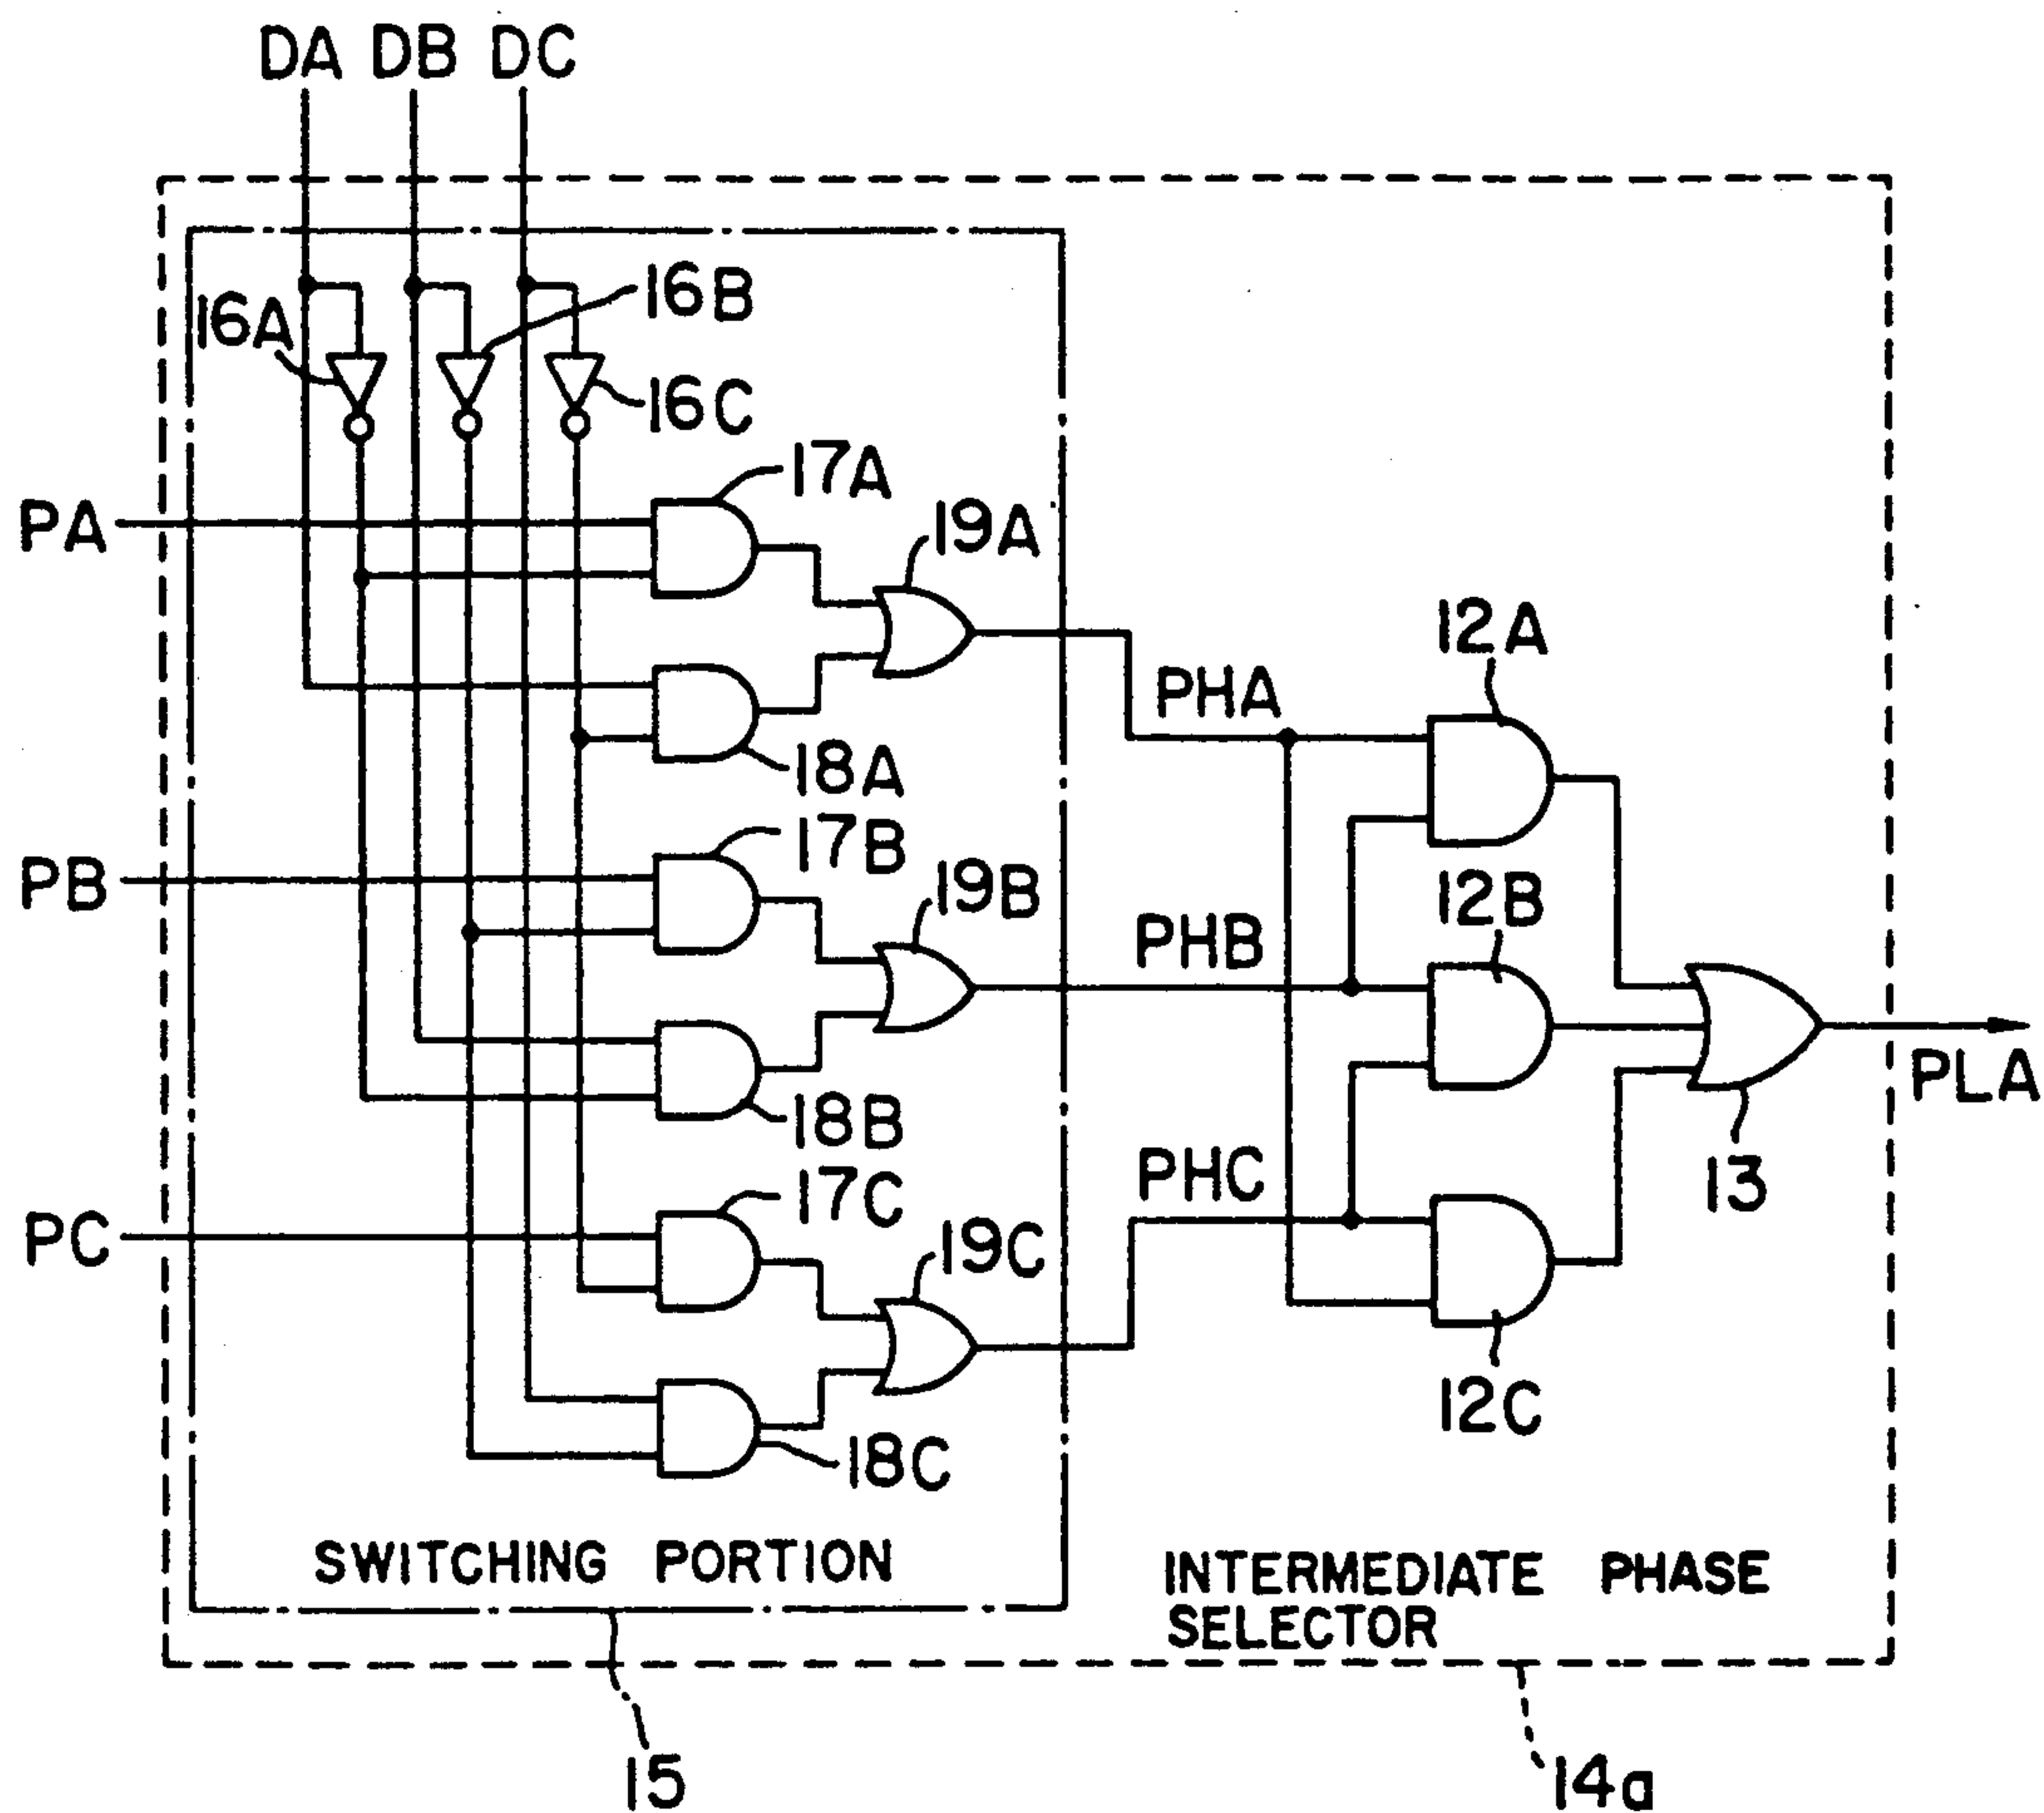 DA DB DC
16A
16B
16C
PA
17A
19A
18A
PHA
12A
PB
17B
19B
PHB
12B
18B
PLA
PC
17C
19C
PHC
13
18C
12C
SWITCHING PORTION
INTERMEDIATE PHASE
SELECTOR
15
14a